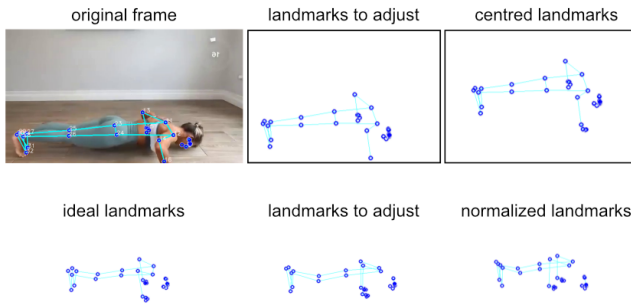 original frame
landmarks to adjust
centred landmarks
ideal landmarks
landmarks to adjust
normalized landmarks